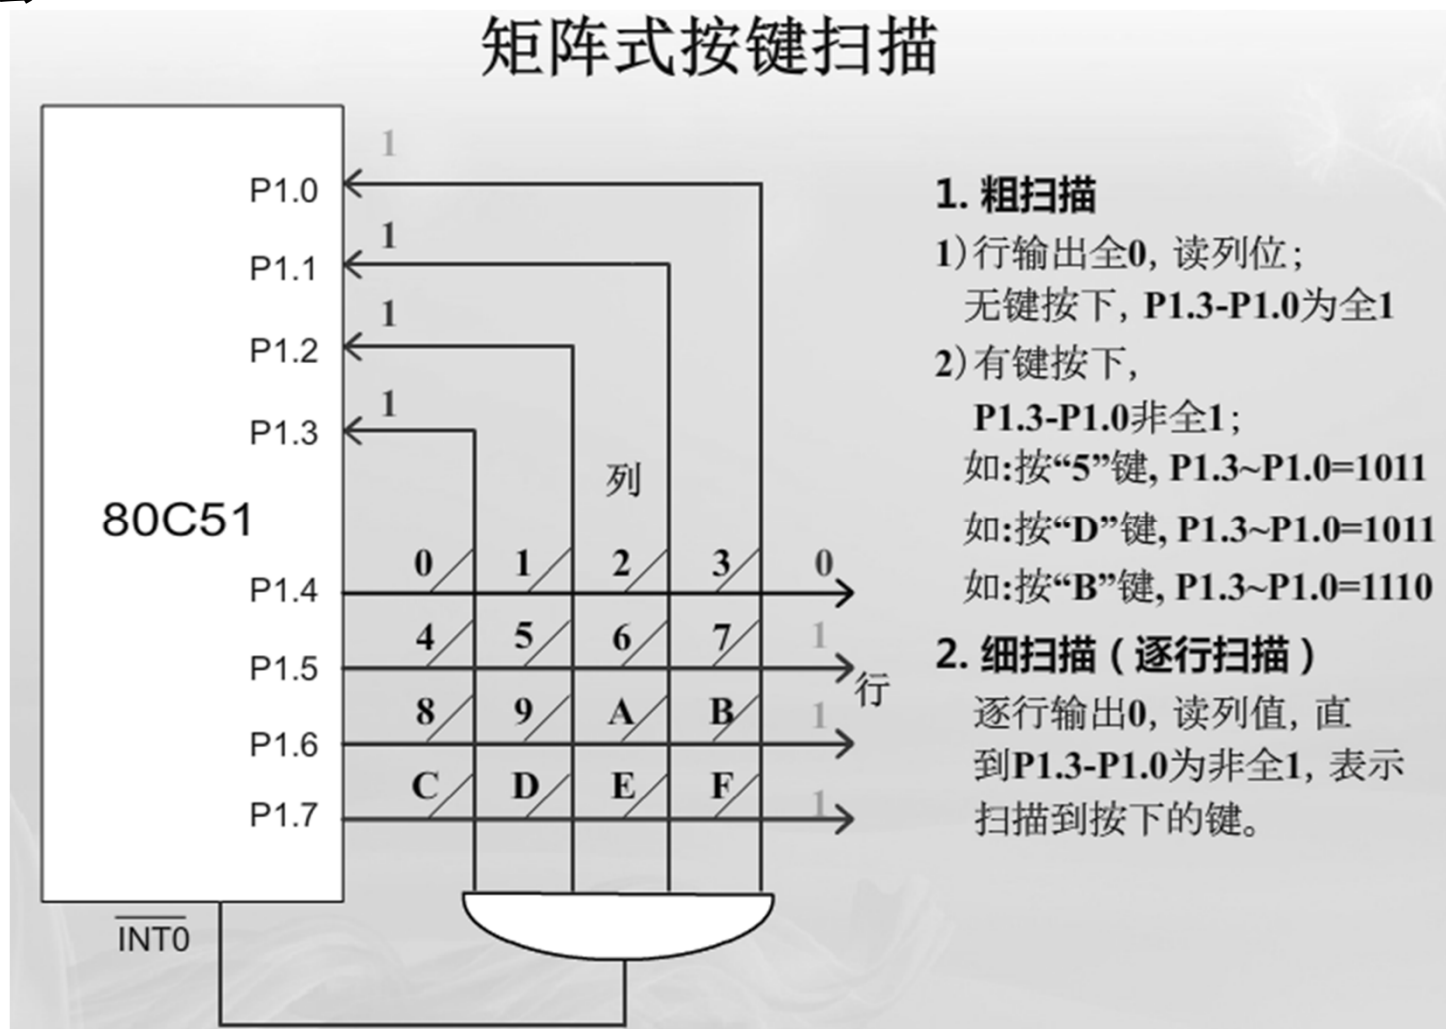 矩阵式按键扫描
1
P1.0
1
P1.1
1
P1.2
1
P1.3
列
80C51
0 1 2 3 0
P1.4
4 5 6 7 1
P1.5
行
8 9 A B 1
P1.6
C D E F 1
P1.7
INT0
1. 粗扫描
1)行输出全0, 读列位;
无键按下, P1.3-P1.0为全1
2)有键按下,
P1.3-P1.0非全1;
如:按“5”键, P1.3~P1.0=1011
如:按“D”键, P1.3~P1.0=1011
如:按“B”键, P1.3~P1.0=1110
2. 细扫描(逐行扫描)
逐行输出0, 读列值, 直
到P1.3-P1.0为非全1, 表示
扫描到按下的键。